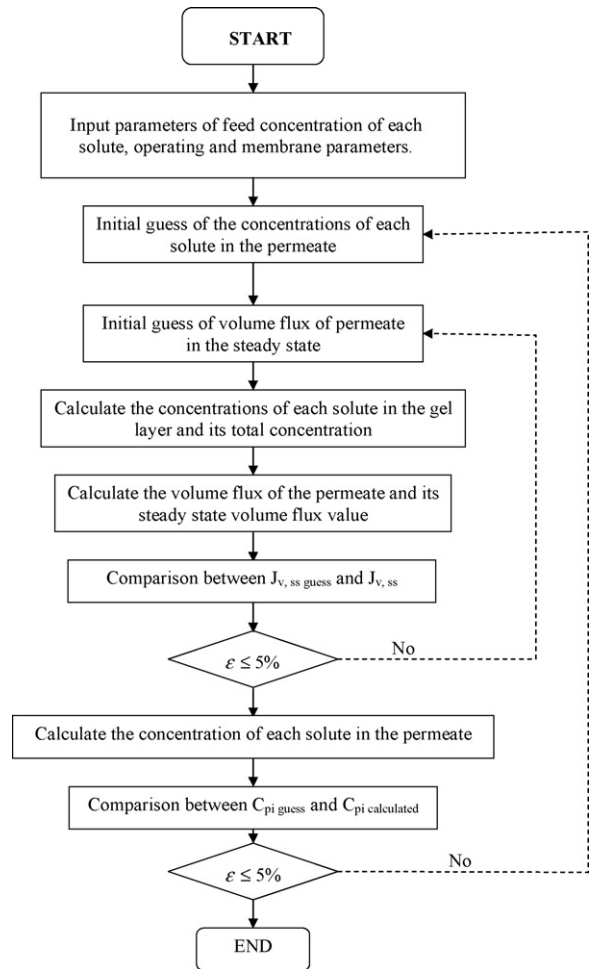 START
Input parameters of feed concentration of each
solute, operating and membrane parameters.
Initial guess of the concentrations of each
solute in the permeate
Initial guess of volume flux of permeate
in the steady state
Calculate the concentrations of each solute in the gel
layer and its total concentration
Calculate the volume flux of the permeate and its
steady state volume flux value
Comparison between J_v, ss guess and J_v, ss
No
ε ≤ 5%
Calculate the concentration of each solute in the permeate
Comparison between C_pi guess and C_pi calculated
No
ε ≤ 5%
END